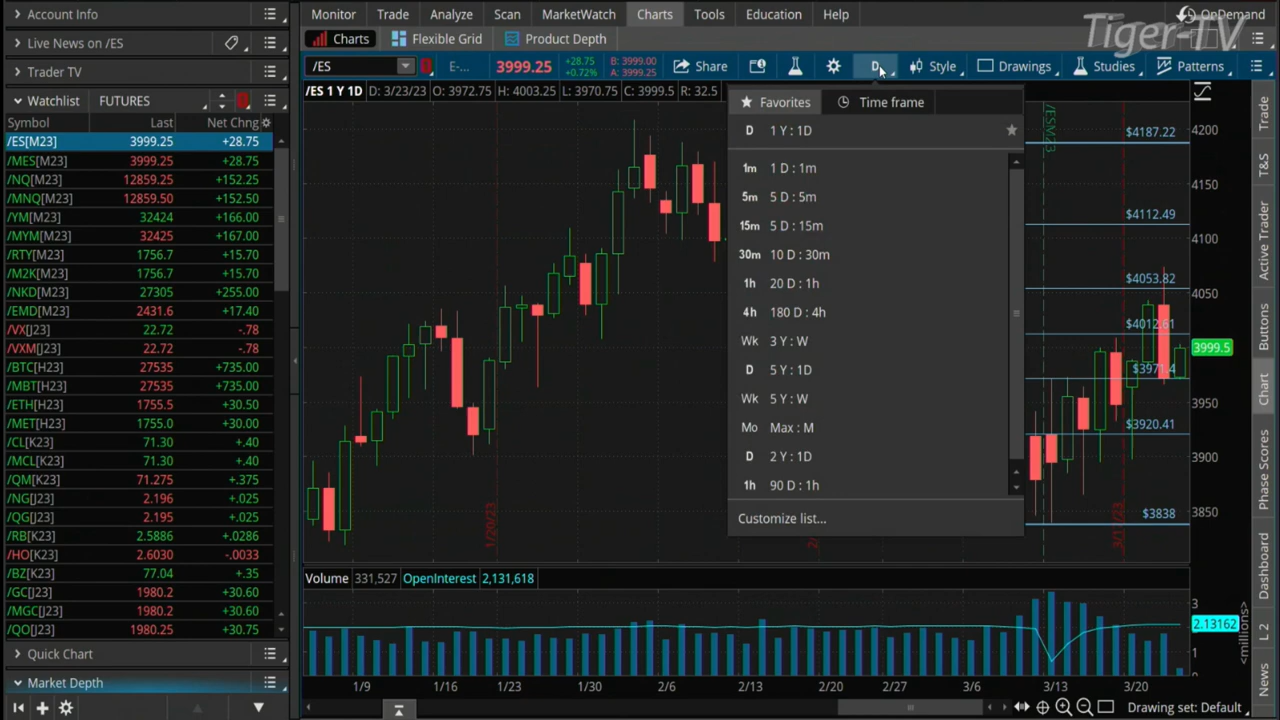 Account Info
Live News on /ES
Trader TV
Watchlist FUTURES
Symbol Last Net Chng
/ES[M23] 3999.25 +28.75
/MES[M23] 3999.25 +28.75
/NQ[M23] 12859.25 +152.25
/MNQ[M23] 12859.50 +152.50
/YM[M23] 32424 +166.00
/MYM[M23] 32425 +167.00
/RTY[M23] 1756.7 +15.70
/M2K[M23] 1756.7 +15.70
/NKD[M23] 27305 +255.00
/EMD[M23] 2431.6 +17.40
/VX[J23] 22.72 -.78
/VXM[J23] 22.72 -.78
/BTC[H23] 27535 +735.00
/MBT[H23] 27535 +735.00
/ETH[H23] 1755.5 +30.50
/MET[H23] 1755.0 +30.00
/CL[K23] 71.30 +.40
/MCL[K23] 71.30 +.40
/QM[K23] 71.275 +.375
/NG[J23] 2.196 +.025
/QG[J23] 2.195 +.025
/RB[K23] 2.5886 +.0286
/HO[K23] 2.6030 -.0033
/BZ[K23] 77.04 +.35
/GC[J23] 1980.2 +30.60
/MGC[J23] 1980.2 +30.60
/QO[J23] 1980.25 +30.75
Quick Chart
Market Depth
Monitor Trade Analyze Scan MarketWatch Charts Tools Education Help
OnDemand
Tiger-TV
Charts Flexible Grid Product Depth
/ES E-... 3999.25 +28.75 +0.72% B: 3999.00 A: 3999.25 Share D Style Drawings Studies Patterns
/ES 1 Y 1D D: 3/23/23 O: 3972.75 H: 4003.25 L: 3970.75 C: 3999.5 R: 32.5
Favorites Time frame
D 1 Y : 1D
1m 1 D : 1m
5m 5 D : 5m
15m 5 D : 15m
30m 10 D : 30m
1h 20 D : 1h
4h 180 D : 4h
Wk 3 Y : W
D 5 Y : 1D
Wk 5 Y : W
Mo Max : M
D 2 Y : 1D
1h 90 D : 1h
Customize list...
/ESM23
$4187.22
$4112.49
$4053.82
$4012.61
$3971.4
$3920.41
$3838
4200
4150
4100
4050
3999.5
3950
3900
3850
1/20/23
3/17/23
Volume 331,527 OpenInterest 2,131,618
3
2.13162
1
<millions>
1/9 1/16 1/23 1/30 2/6 2/13 2/20 2/27 3/6 3/13 3/20
Drawing set: Default
Trade
T&S
Active Trader
Buttons
Chart
Phase Scores
Dashboard
L 2
News